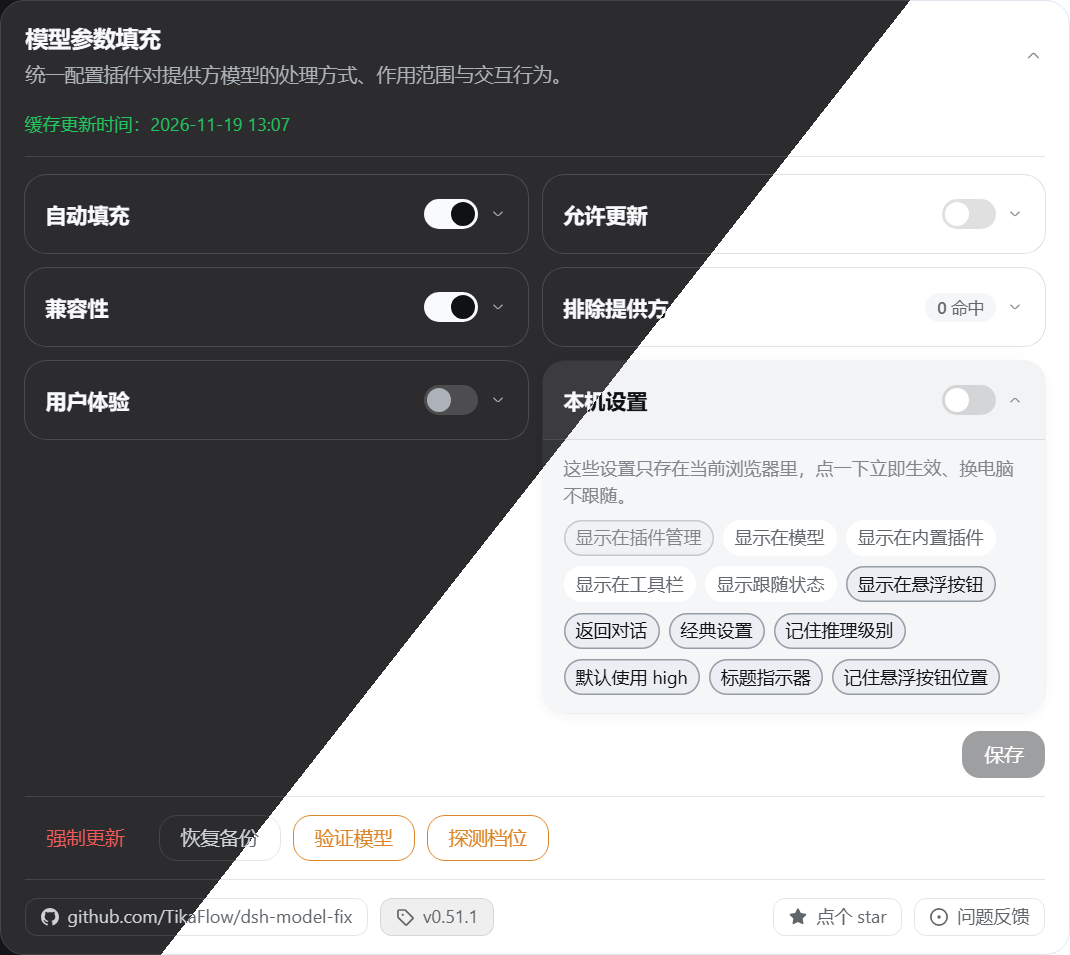 模型参数填充
统一配置插件对提供方模型的处理方式、作用范围与交互行为。
缓存更新时间：2026-11-19 13:07
自动填充
允许更新
兼容性
排除提供方
0 命中
用户体验
本机设置
这些设置只存在当前浏览器里，点一下立即生效、换电脑
不跟随。
显示在插件管理 显示在模型 显示在内置插件
显示在工具栏 显示跟随状态 显示在悬浮按钮
返回对话 经典设置 记住推理级别
默认使用 high 标题指示器 记住悬浮按钮位置
保存
强制更新 恢复备份 验证模型 探测档位
github.com/TikaFlow/dsh-model-fix v0.51.1 点个 star 问题反馈